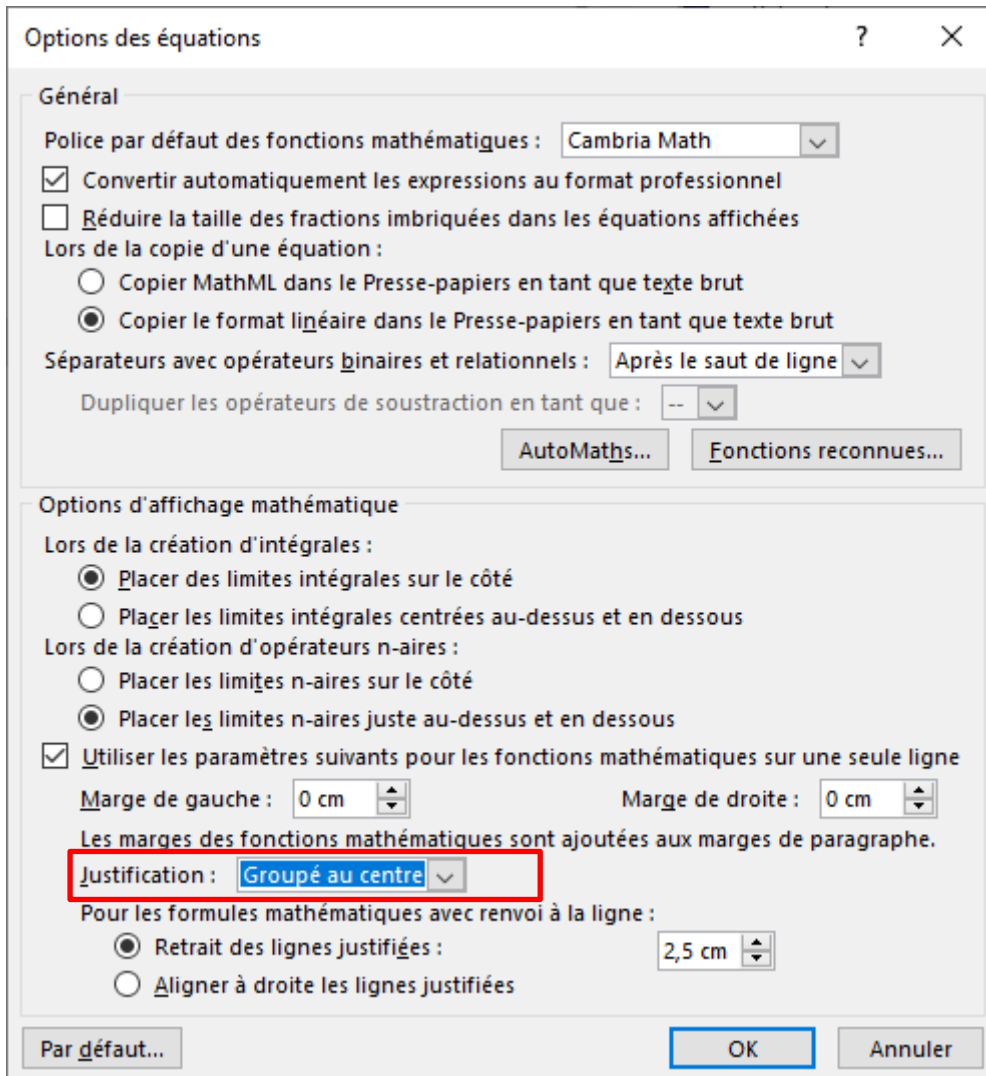 Options des équations ? ×
Général
Police par défaut des fonctions mathématiques : Cambria Math
Convertir automatiquement les expressions au format professionnel
Réduire la taille des fractions imbriquées dans les équations affichées
Lors de la copie d'une équation :
Copier MathML dans le Presse-papiers en tant que texte brut
Copier le format linéaire dans le Presse-papiers en tant que texte brut
Séparateurs avec opérateurs binaires et relationnels : Après le saut de ligne
Dupliquer les opérateurs de soustraction en tant que : --
AutoMaths... Fonctions reconnues...
Options d'affichage mathématique
Lors de la création d'intégrales :
Placer des limites intégrales sur le côté
Placer les limites intégrales centrées au-dessus et en dessous
Lors de la création d'opérateurs n-aires :
Placer les limites n-aires sur le côté
Placer les limites n-aires juste au-dessus et en dessous
Utiliser les paramètres suivants pour les fonctions mathématiques sur une seule ligne
Marge de gauche : 0 cm Marge de droite : 0 cm
Les marges des fonctions mathématiques sont ajoutées aux marges de paragraphe.
Justification : Groupé au centre
Pour les formules mathématiques avec renvoi à la ligne :
Retrait des lignes justifiées : 2,5 cm
Aligner à droite les lignes justifiées
Par défaut... OK Annuler